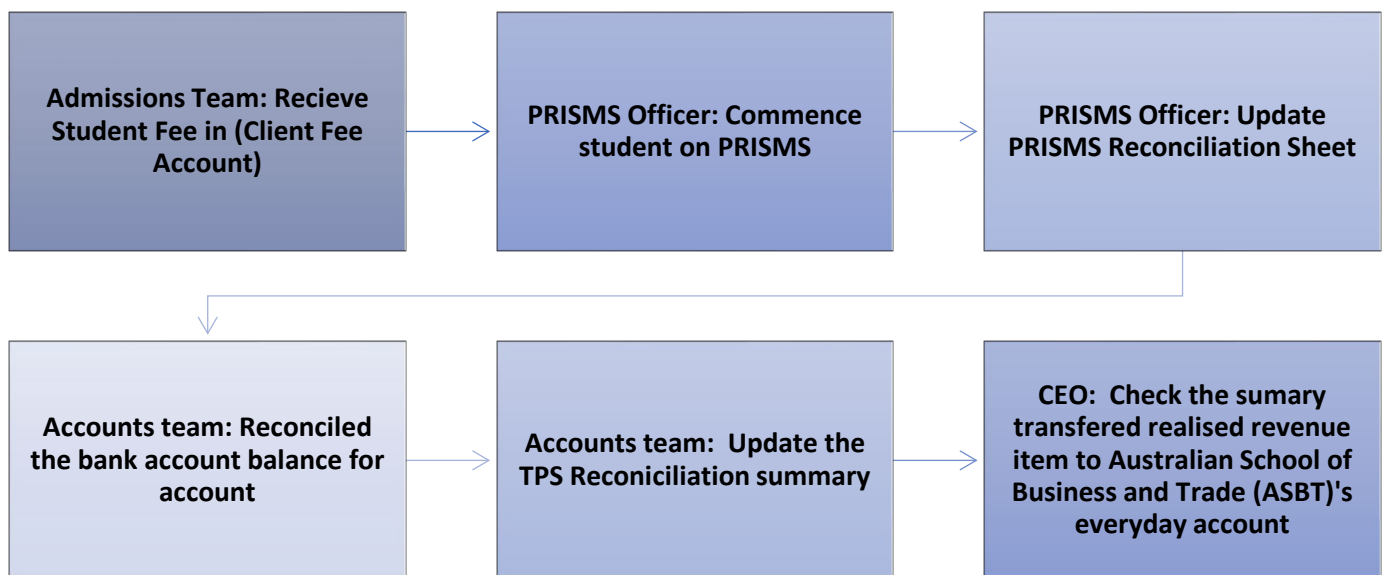 Admissions Team: Recieve
Student Fee in (Client Fee
Account)
PRISMS Officer: Commence
student on PRISMS
PRISMS Officer: Update
PRISMS Reconciliation Sheet
Accounts team: Reconciled
the bank account balance for
account
Accounts team:  Update the
TPS Reconiciliation summary
CEO:  Check the sumary
transfered realised revenue
item to Australian School of
Business and Trade (ASBT)'s
everyday account